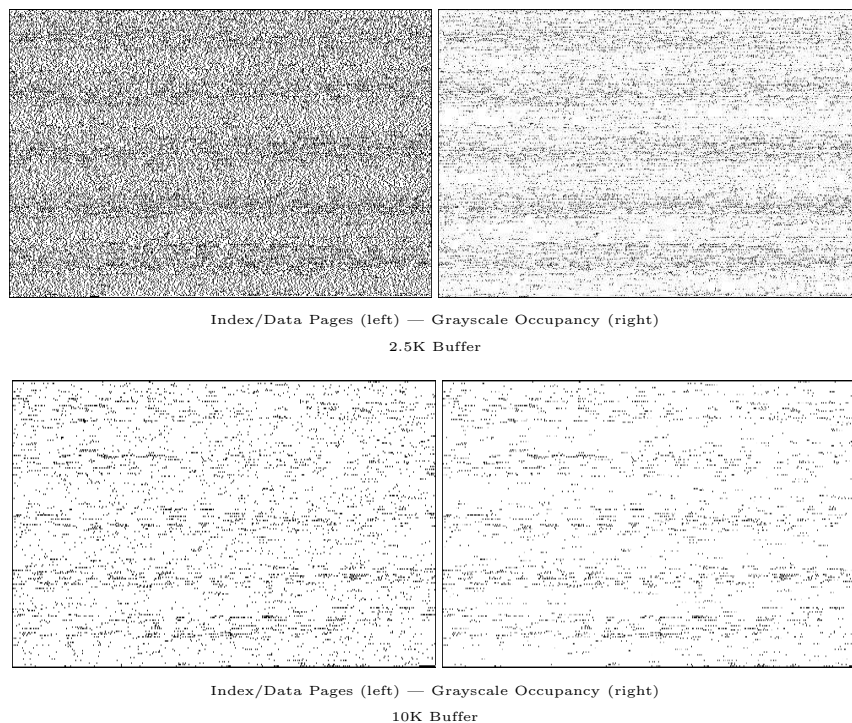 Index/Data Pages (left) — Grayscale Occupancy (right)
2.5K Buffer
Index/Data Pages (left) — Grayscale Occupancy (right)
10K Buffer